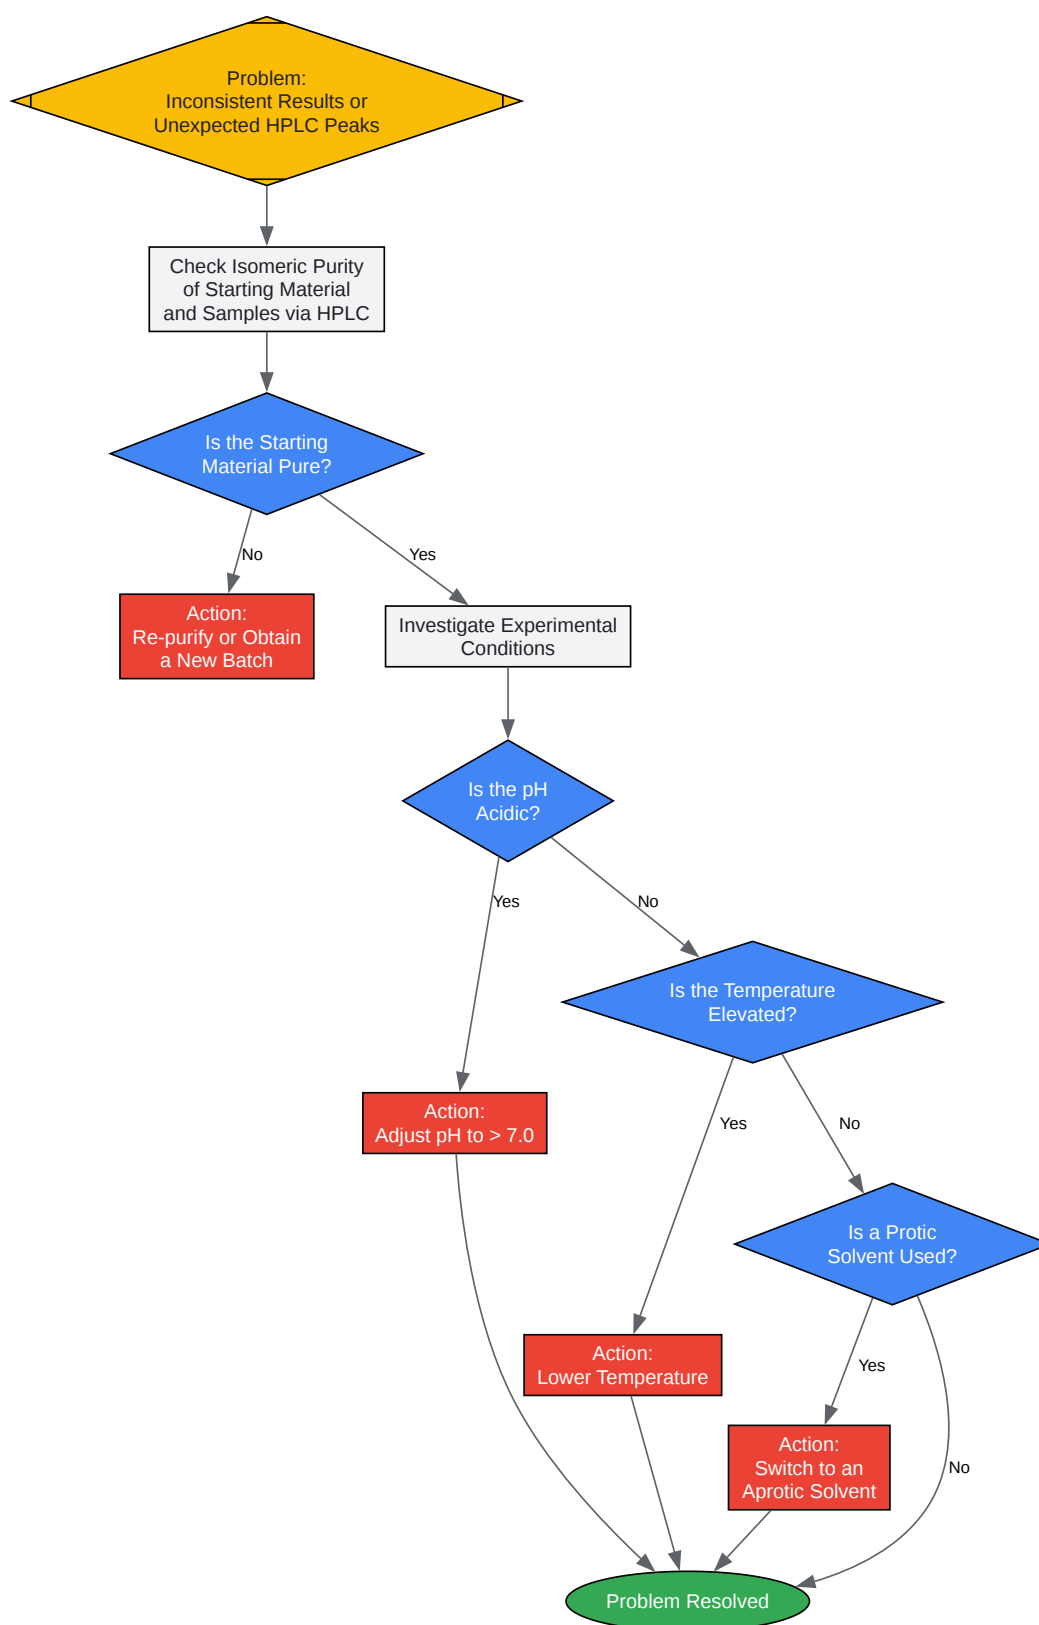 Problem:
Inconsistent Results or
Unexpected HPLC Peaks
Check Isomeric Purity
of Starting Material
and Samples via HPLC
Is the Starting
Material Pure?
No
Yes
Action:
Re-purify or Obtain
a New Batch
Investigate Experimental
Conditions
Is the pH
Acidic?
Yes
No
Is the Temperature
Elevated?
Action:
Adjust pH to > 7.0
Yes
No
Is a Protic
Solvent Used?
Action:
Lower Temperature
Yes
No
Action:
Switch to an
Aprotic Solvent
Problem Resolved